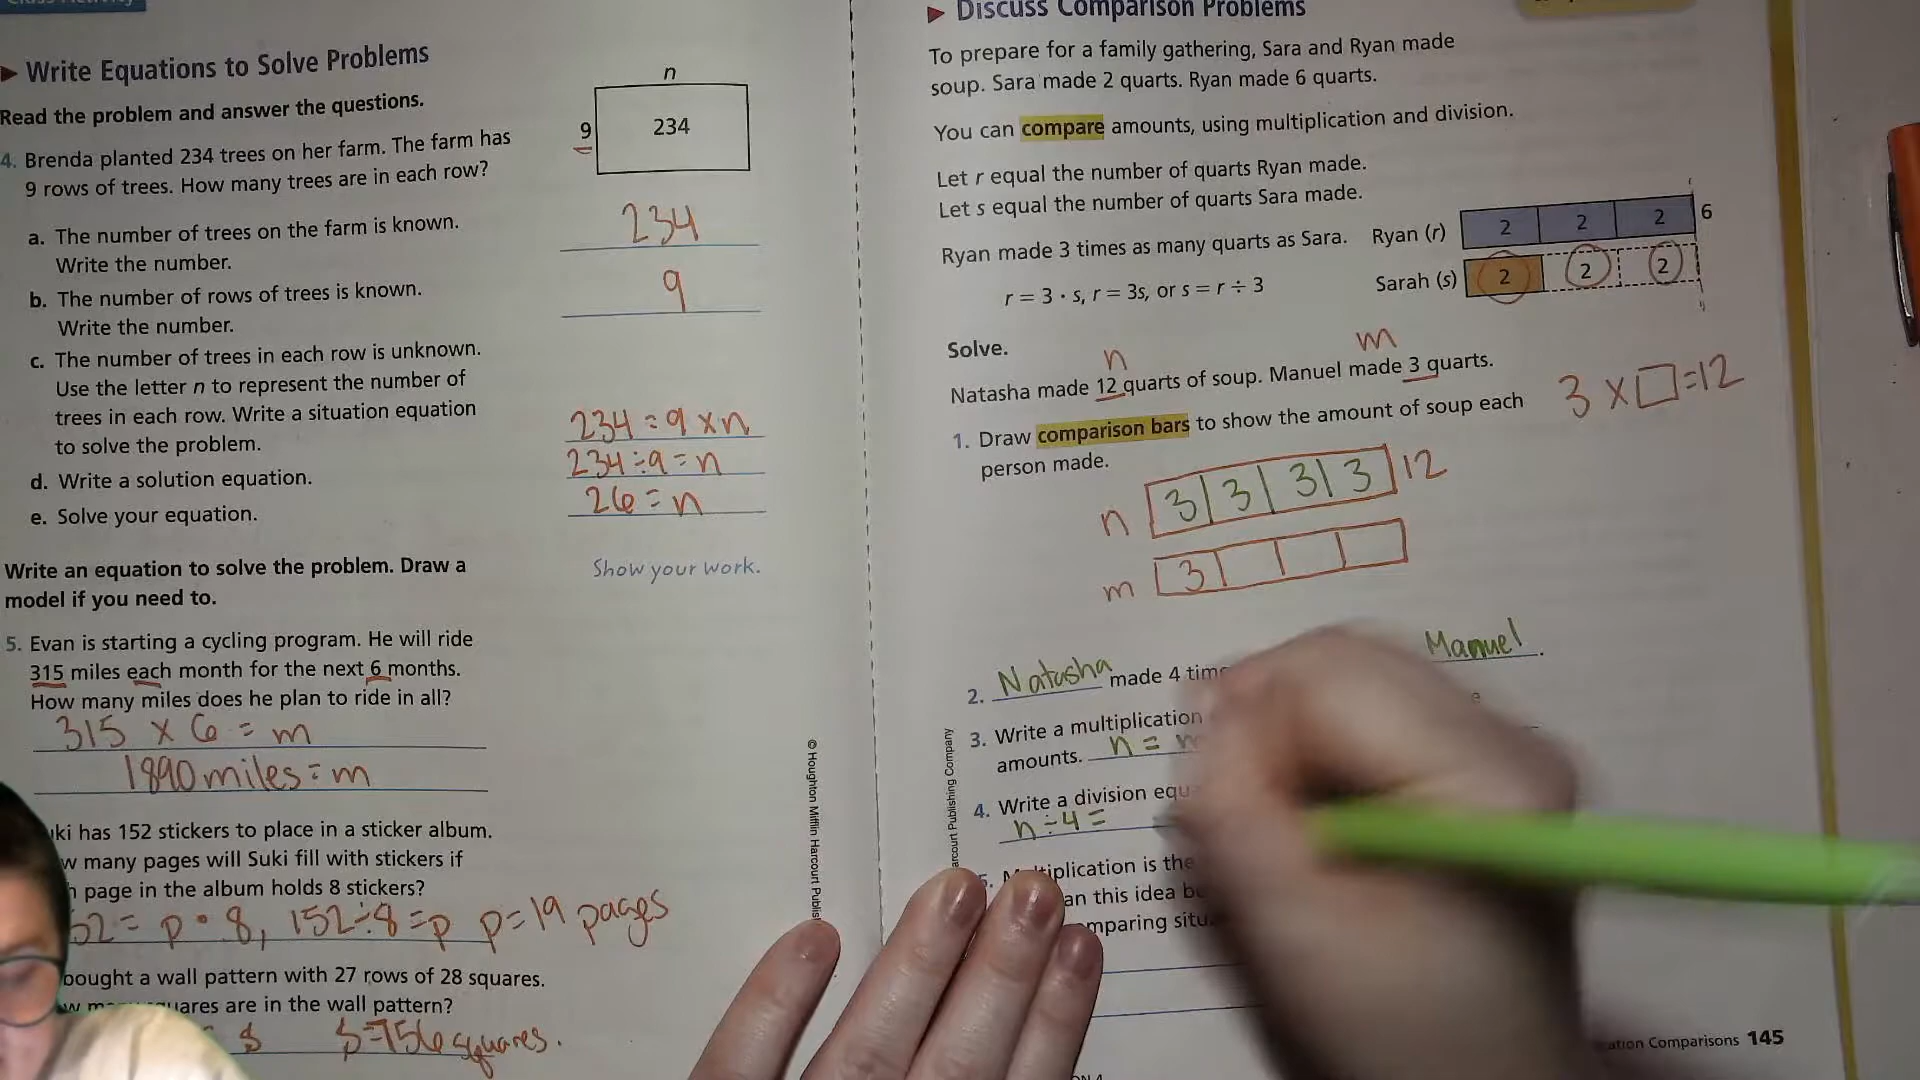 Write Equations to Solve Problems
Read the problem and answer the questions.
n
9
234
4. Brenda planted 234 trees on her farm. The farm has
9 rows of trees. How many trees are in each row?
a. The number of trees on the farm is known.
Write the number.
234
b. The number of rows of trees is known.
Write the number.
9
c. The number of trees in each row is unknown.
Use the letter n to represent the number of
trees in each row. Write a situation equation
to solve the problem.
234 = 9 x n
d. Write a solution equation.
234 ÷ 9 = n
e. Solve your equation.
26 = n
Write an equation to solve the problem. Draw a
model if you need to.
Show your work.
5. Evan is starting a cycling program. He will ride
315 miles each month for the next 6 months.
How many miles does he plan to ride in all?
315 x 6 = m
1890 miles = m
has 152 stickers to place in a sticker album.
many pages will Suki fill with stickers if
page in the album holds 8 stickers?
= p • 8, 152 ÷ 8 = p p = 19 pages
bought a wall pattern with 27 rows of 28 squares.
are in the wall pattern?
s s = 756 squares.
© Houghton Mifflin Harcourt
Discuss Comparison Problems
To prepare for a family gathering, Sara and Ryan made
soup. Sara made 2 quarts. Ryan made 6 quarts.
You can compare amounts, using multiplication and division.
Let r equal the number of quarts Ryan made.
Let s equal the number of quarts Sara made.
Ryan made 3 times as many quarts as Sara.
r = 3 · s, r = 3s, or s = r ÷ 3
Ryan (r) 2 2 2 6
Sarah (s) 2 2 2
Solve.
n m
Natasha made 12 quarts of soup. Manuel made 3 quarts.
3 x □ = 12
1. Draw comparison bars to show the amount of soup each
person made.
n 3 3 3 3 12
m 3
2. Natasha made 4 Manuel.
3. Write a multiplication
amounts. n =
4. Write a division
n ÷ 4 =
is the
this idea
Publishing Company
Comparisons 145